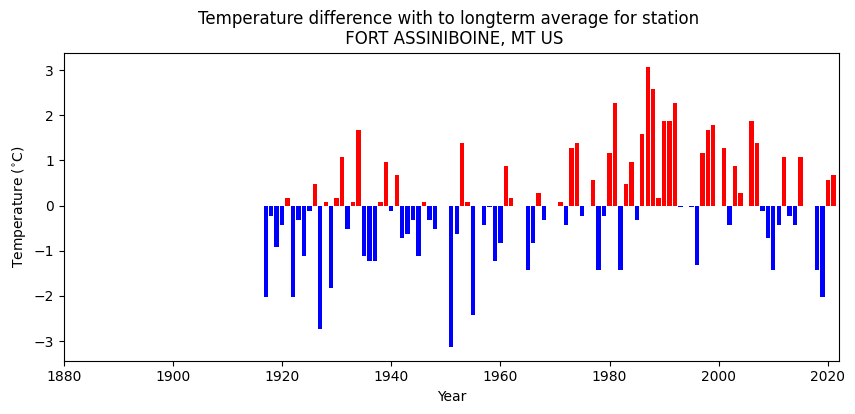 Temperature difference with to longterm average for station
FORT ASSINIBOINE, MT US
3
2
1
0
−1
−2
−3
Temperature (°C)
1880 1900 1920 1940 1960 1980 2000 2020
Year